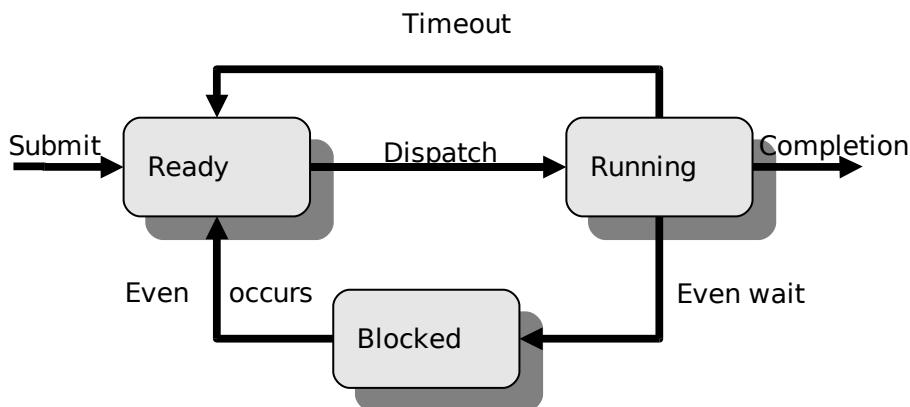 Timeout
Submit
Ready
Dispatch
Running
Completion
Even occurs
Even wait
Blocked